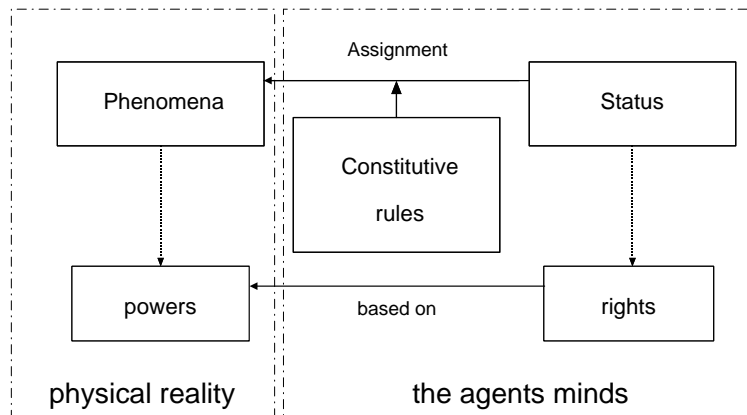 Assignment
Phenomena
Status
Constitutive
rules
powers
based on
rights
physical reality
the agents minds